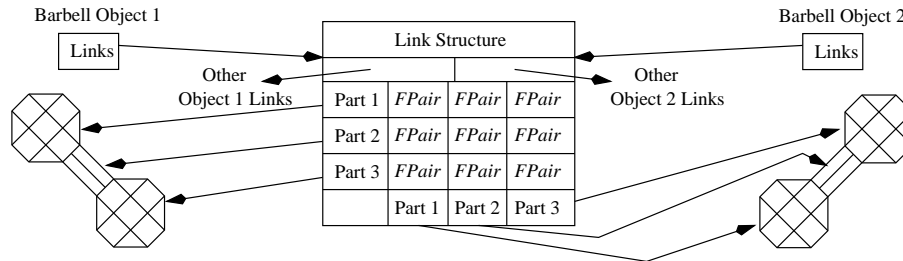 Barbell Object 1
Links
Link Structure
Barbell Object 2
Links
Other
Object 1 Links
Other
Object 2 Links
Part 1 FPair FPair FPair
Part 2 FPair FPair FPair
Part 3 FPair FPair FPair
Part 1 Part 2 Part 3